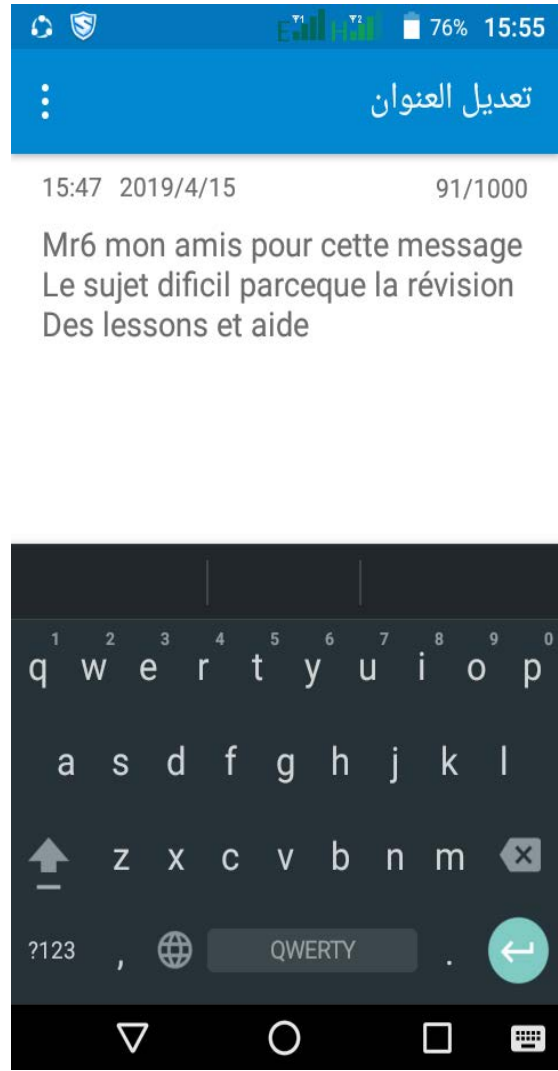 76% 15:55
تعديل العنوان
15:47 2019/4/15 91/1000
Mr6 mon amis pour cette message
Le sujet dificil parceque la révision
Des lessons et aide
1 2 3 4 5 6 7 8 9 0
q w e r t y u i o p
a s d f g h j k l
z x c v b n m
?123 , QWERTY .